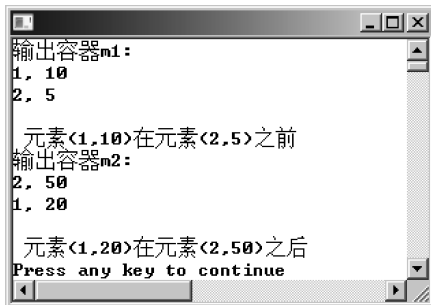 输出容器m1:
1, 10
2, 5
元素<1,10>在元素<2,5>之前
输出容器m2:
2, 50
1, 20
元素<1,20>在元素<2,50>之后
Press any key to continue